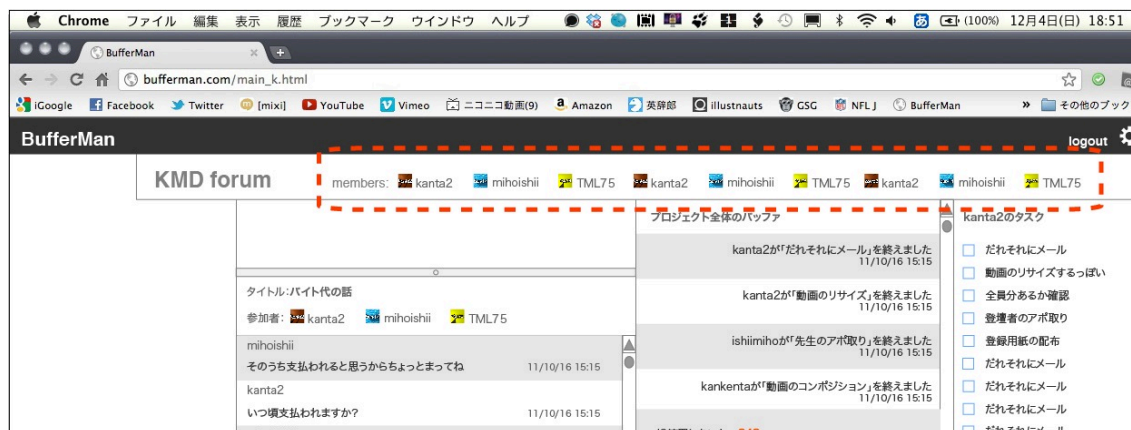 Chrome ファイル 編集 表示 履歴 ブックマーク ウインドウ ヘルプ あ (100%) 12月4日(日) 18:51
BufferMan
bufferman.com/main_k.html
iGoogle Facebook Twitter [mixi] YouTube Vimeo ニコニコ動画(9) Amazon 英辞郎 illustnauts GSG NFL J BufferMan » その他のブック
BufferMan logout
KMD forum members: kanta2 mihoishii TML75 kanta2 mihoishii TML75 kanta2 mihoishii TML75
タイトル:バイト代の話
参加者: kanta2 mihoishii TML75
mihoishii
そのうち支払われると思うからちょっとまってね 11/10/16 15:15
kanta2
いつ頃支払われますか? 11/10/16 15:15
プロジェクト全体のバッファ
kanta2が「だれそれにメール」を終えました
11/10/16 15:15
kanta2が「動画のリサイズ」を終えました
11/10/16 15:15
ishiimihoが「先生のアポ取り」を終えました
11/10/16 15:15
kankentaが「動画のコンポジション」を終えました
11/10/16 15:15
kanta2のタスク
だれそれにメール
動画のリサイズするっぽい
全員分あるか確認
登壇者のアポ取り
登録用紙の配布
だれそれにメール
だれそれにメール
だれそれにメール